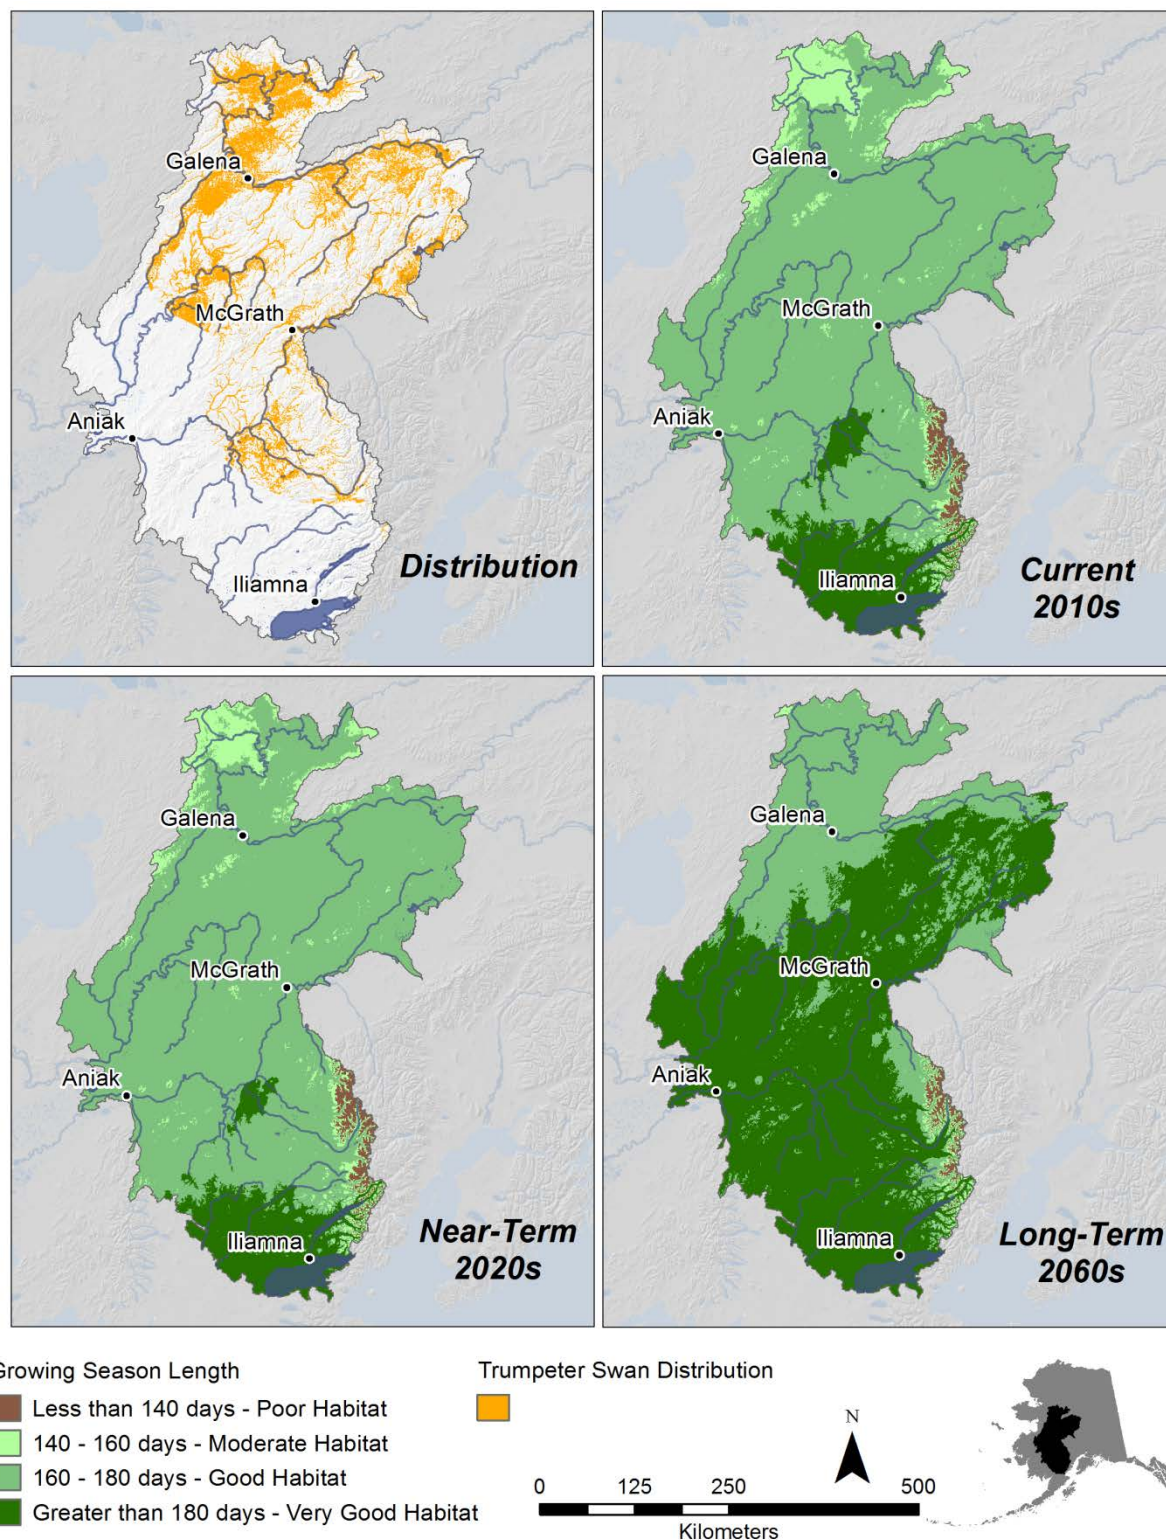 Galena
McGrath
Aniak
Iliamna
Distribution
Galena
McGrath
Aniak
Iliamna
Current
2010s
Galena
McGrath
Aniak
Iliamna
Near-Term
2020s
Galena
McGrath
Aniak
Iliamna
Long-Term
2060s
Growing Season Length
Less than 140 days - Poor Habitat
140 - 160 days - Moderate Habitat
160 - 180 days - Good Habitat
Greater than 180 days - Very Good Habitat
Trumpeter Swan Distribution
N
0 125 250 500
Kilometers